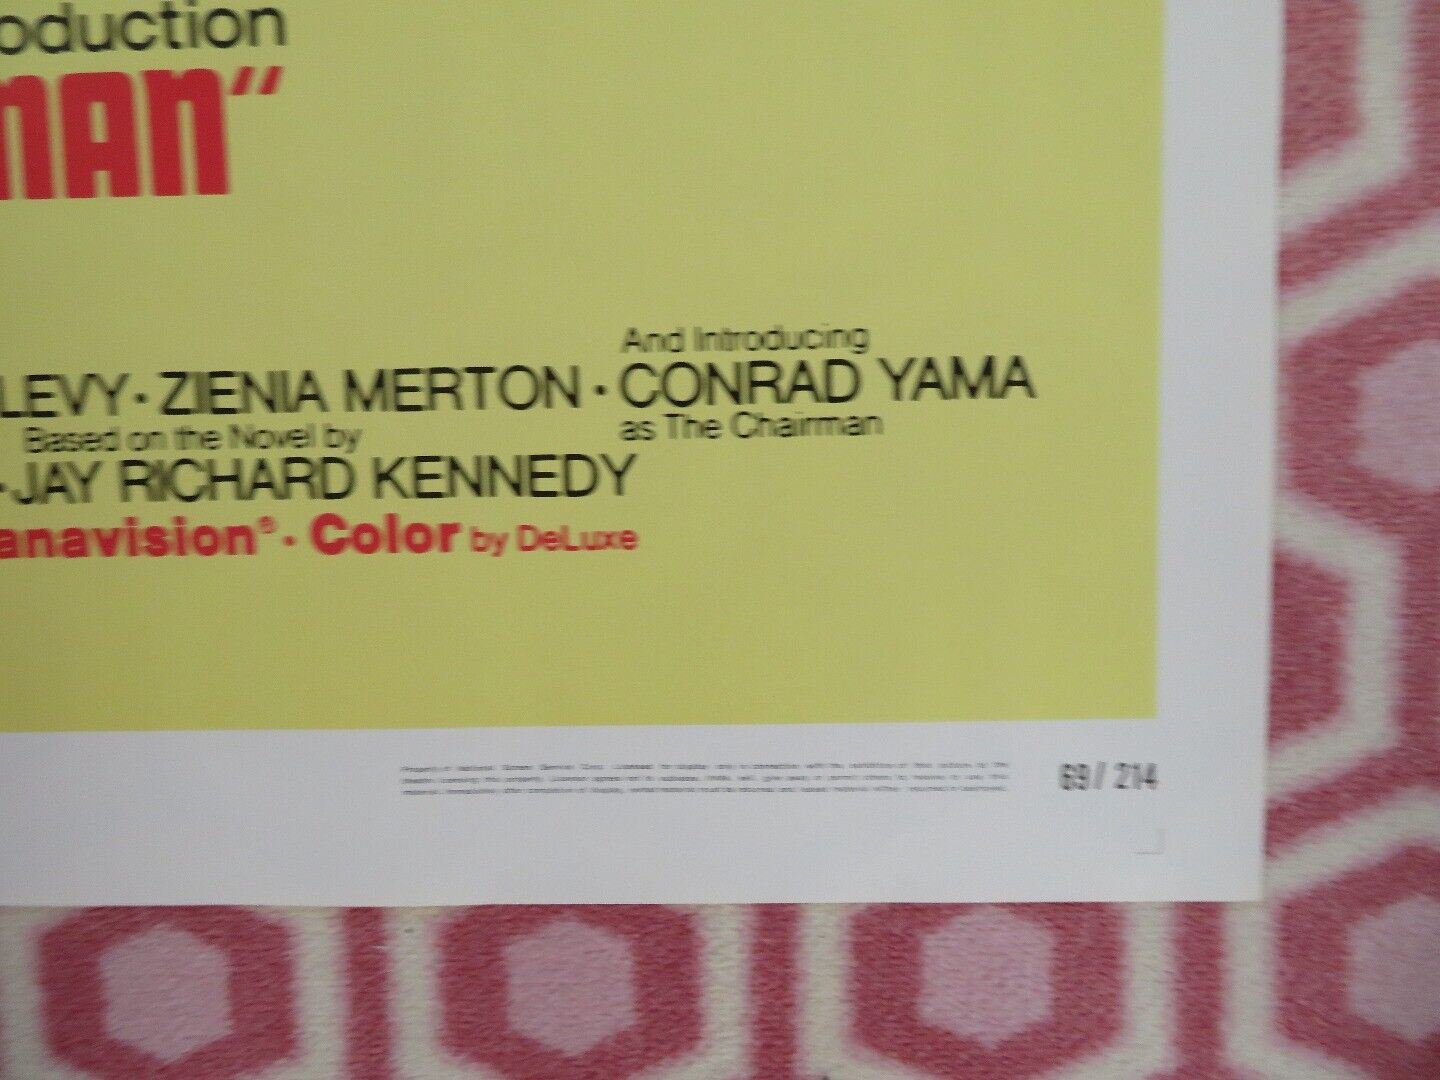 oduction
MAN"
And Introducing
LEVY · ZIENIA MERTON · CONRAD YAMA
Based on the Novel by
as The Chairman
· JAY RICHARD KENNEDY
anavision® · Color by DeLuxe
69/214